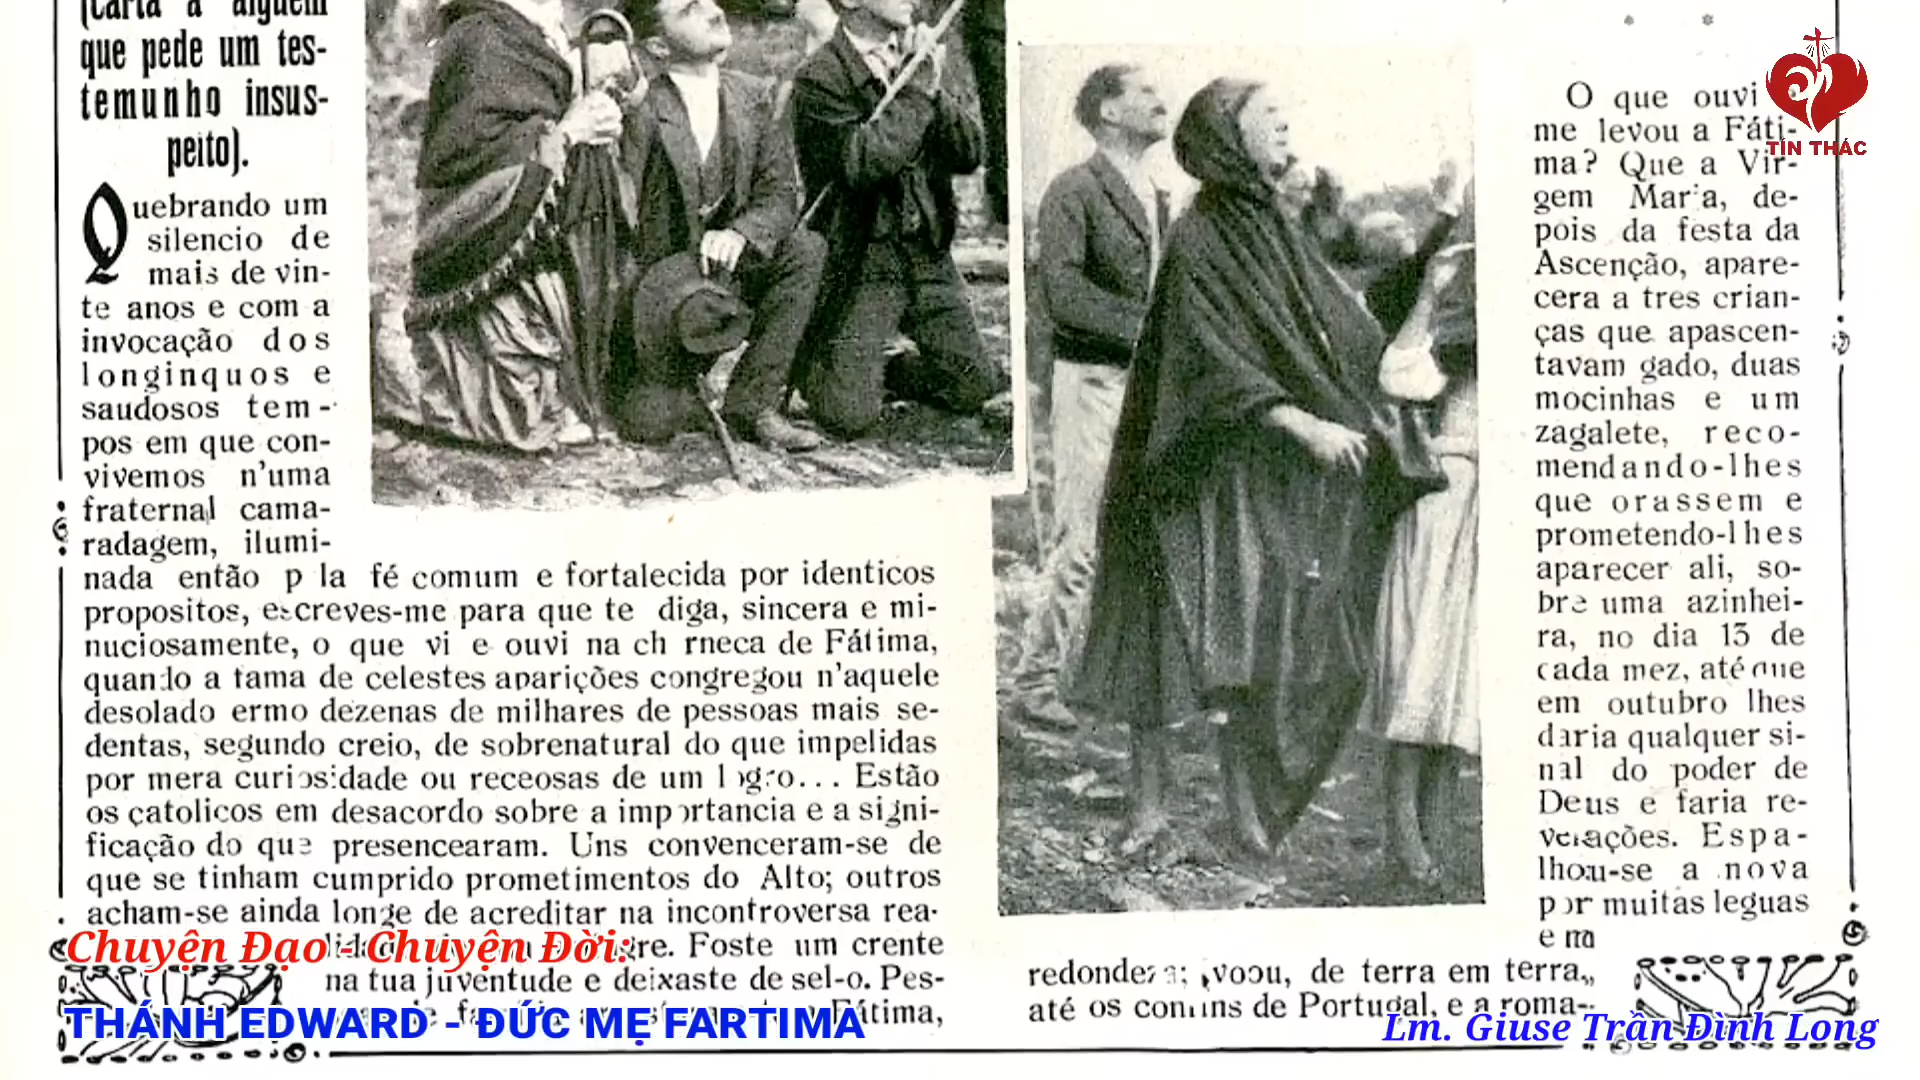 (Carta a alguem
que pede um tes-
temunho insus-
peito).
Quebrando um
silencio de
mais de vin-
te anos e com a
invocação dos
longinquos e
saudosos tem-
pos em que con-
vivemos n'uma
fraternal cama-
radagem, ilumi-
nada então p la fé comum e fortalecida por identicos
propositos, escreves-me para que te diga, sincera e mi-
nuciosamente, o que vi e ouvi na ch rneca de Fátima,
quando a fama de celestes aparições congregou n'aquele
desolado ermo dezenas de milhares de pessoas mais se-
dentas, segundo creio, de sobrenatural do que impelidas
por mera curiosidade ou receosas de um logro... Estão
os catolicos em desacordo sobre a importancia e a signi-
ficação do que presencearam. Uns convenceram-se de
que se tinham cumprido prometimentos do Alto; outros
acham-se ainda longe de acreditar na incontroversa rea-
gre. Foste um crente
na tua juventude e deixaste de sel-o. Pes-
Fátima,
O que ouvi
me levou a Fáti-
ma? Que a Vir-
gem Maria, de-
pois da festa da
Ascenção, apare-
cera a tres crian-
ças que apascen-
tavam gado, duas
mocinhas e um
zagalete, reco-
mendando-lhes
que orassem e
prometendo-lhes
aparecer ali, so-
bre uma azinhei-
ra, no dia 13 de
cada mez, até que
em outubro lhes
daria qualquer si-
nal do poder de
Deus e faria re-
velações. Espa-
lhou-se a nova
por muitas leguas
em
redondeza; voou, de terra em terra,
até os confins de Portugal, e a roma-
TÍN THÁC
Chuyện Đạo - Chuyện Đời:
THÁNH EDWARD - ĐỨC MẸ FARTIMA
Lm. Giuse Trần Đình Long